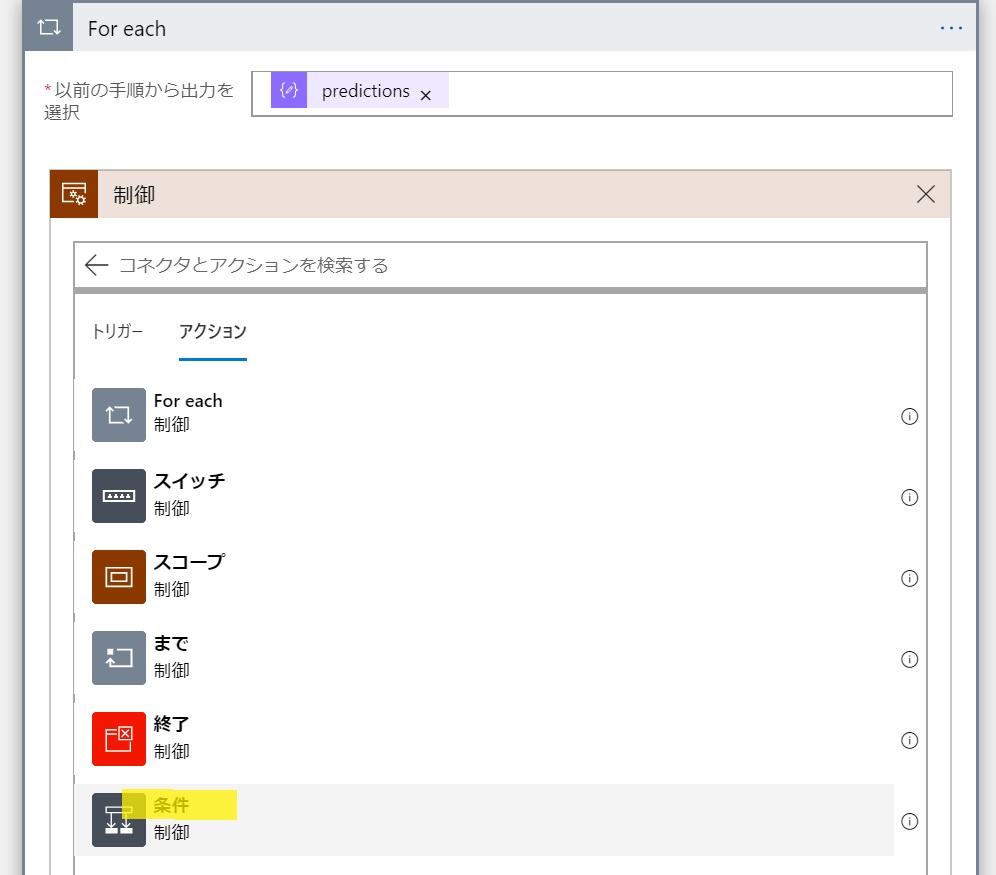 For each
*以前の手順から出力を
選択
predictions
制御
コネクタとアクションを検索する
トリガー アクション
For each
制御
スイッチ
制御
スコープ
制御
まで
制御
終了
制御
条件
制御